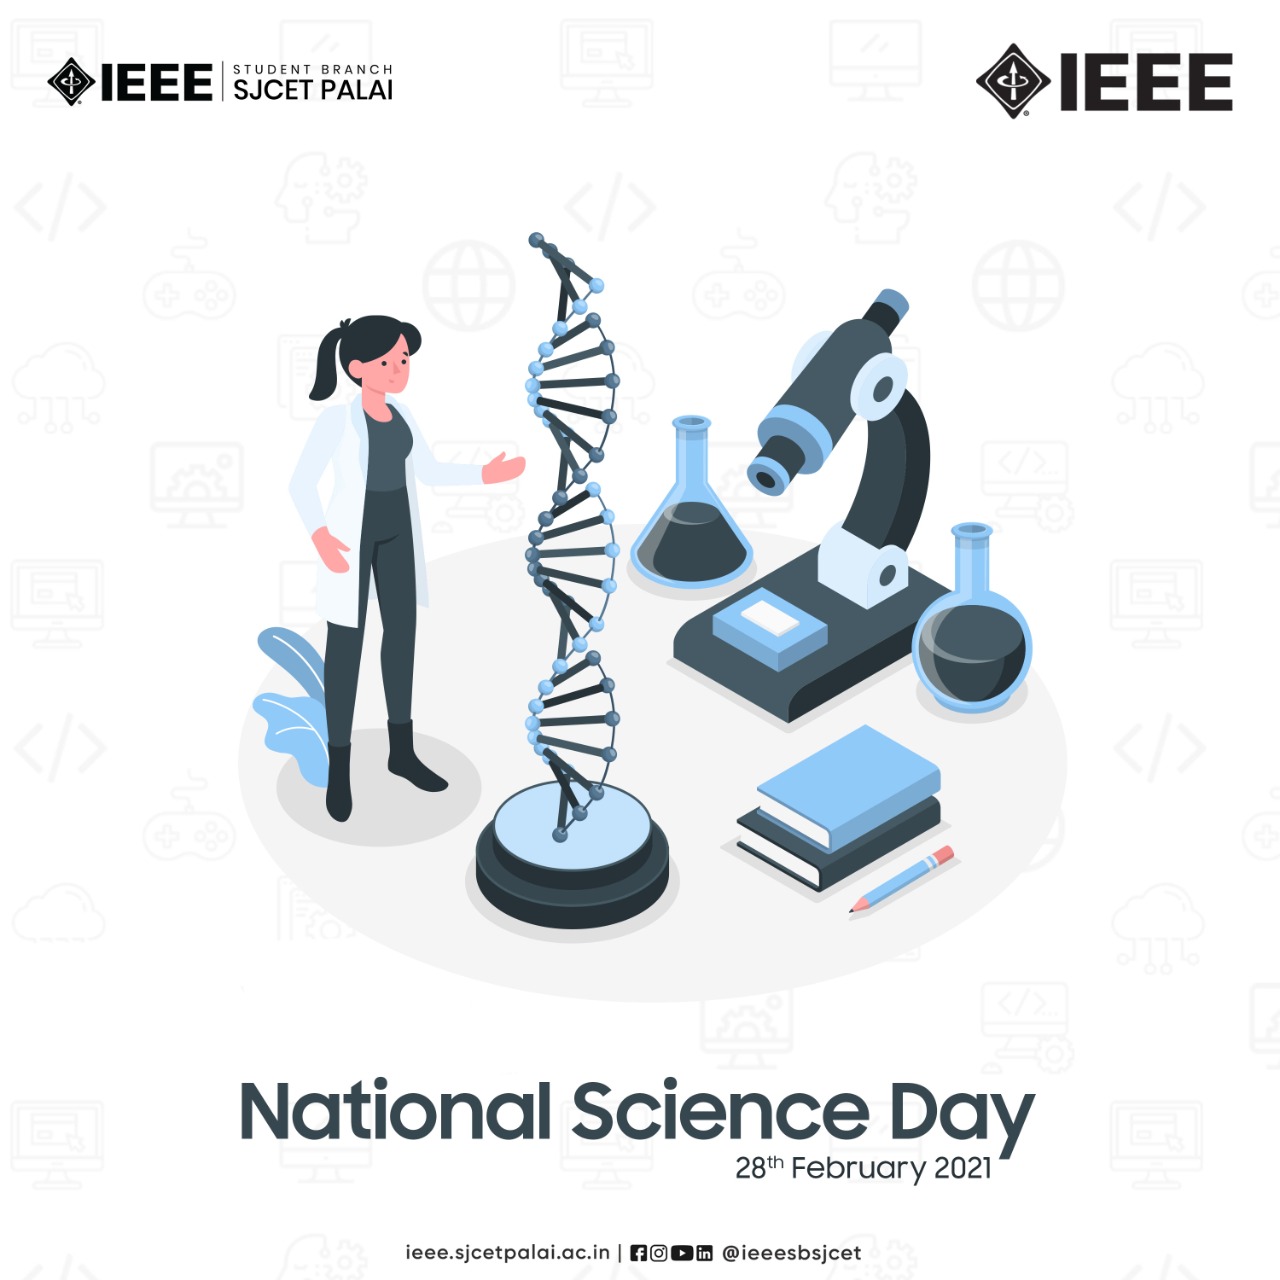 IEEE
STUDENT BRANCH
SJCET PALAI
IEEE
National Science Day
28th February 2021
ieee.sjcetpalai.ac.in | @ieeesbsjcet